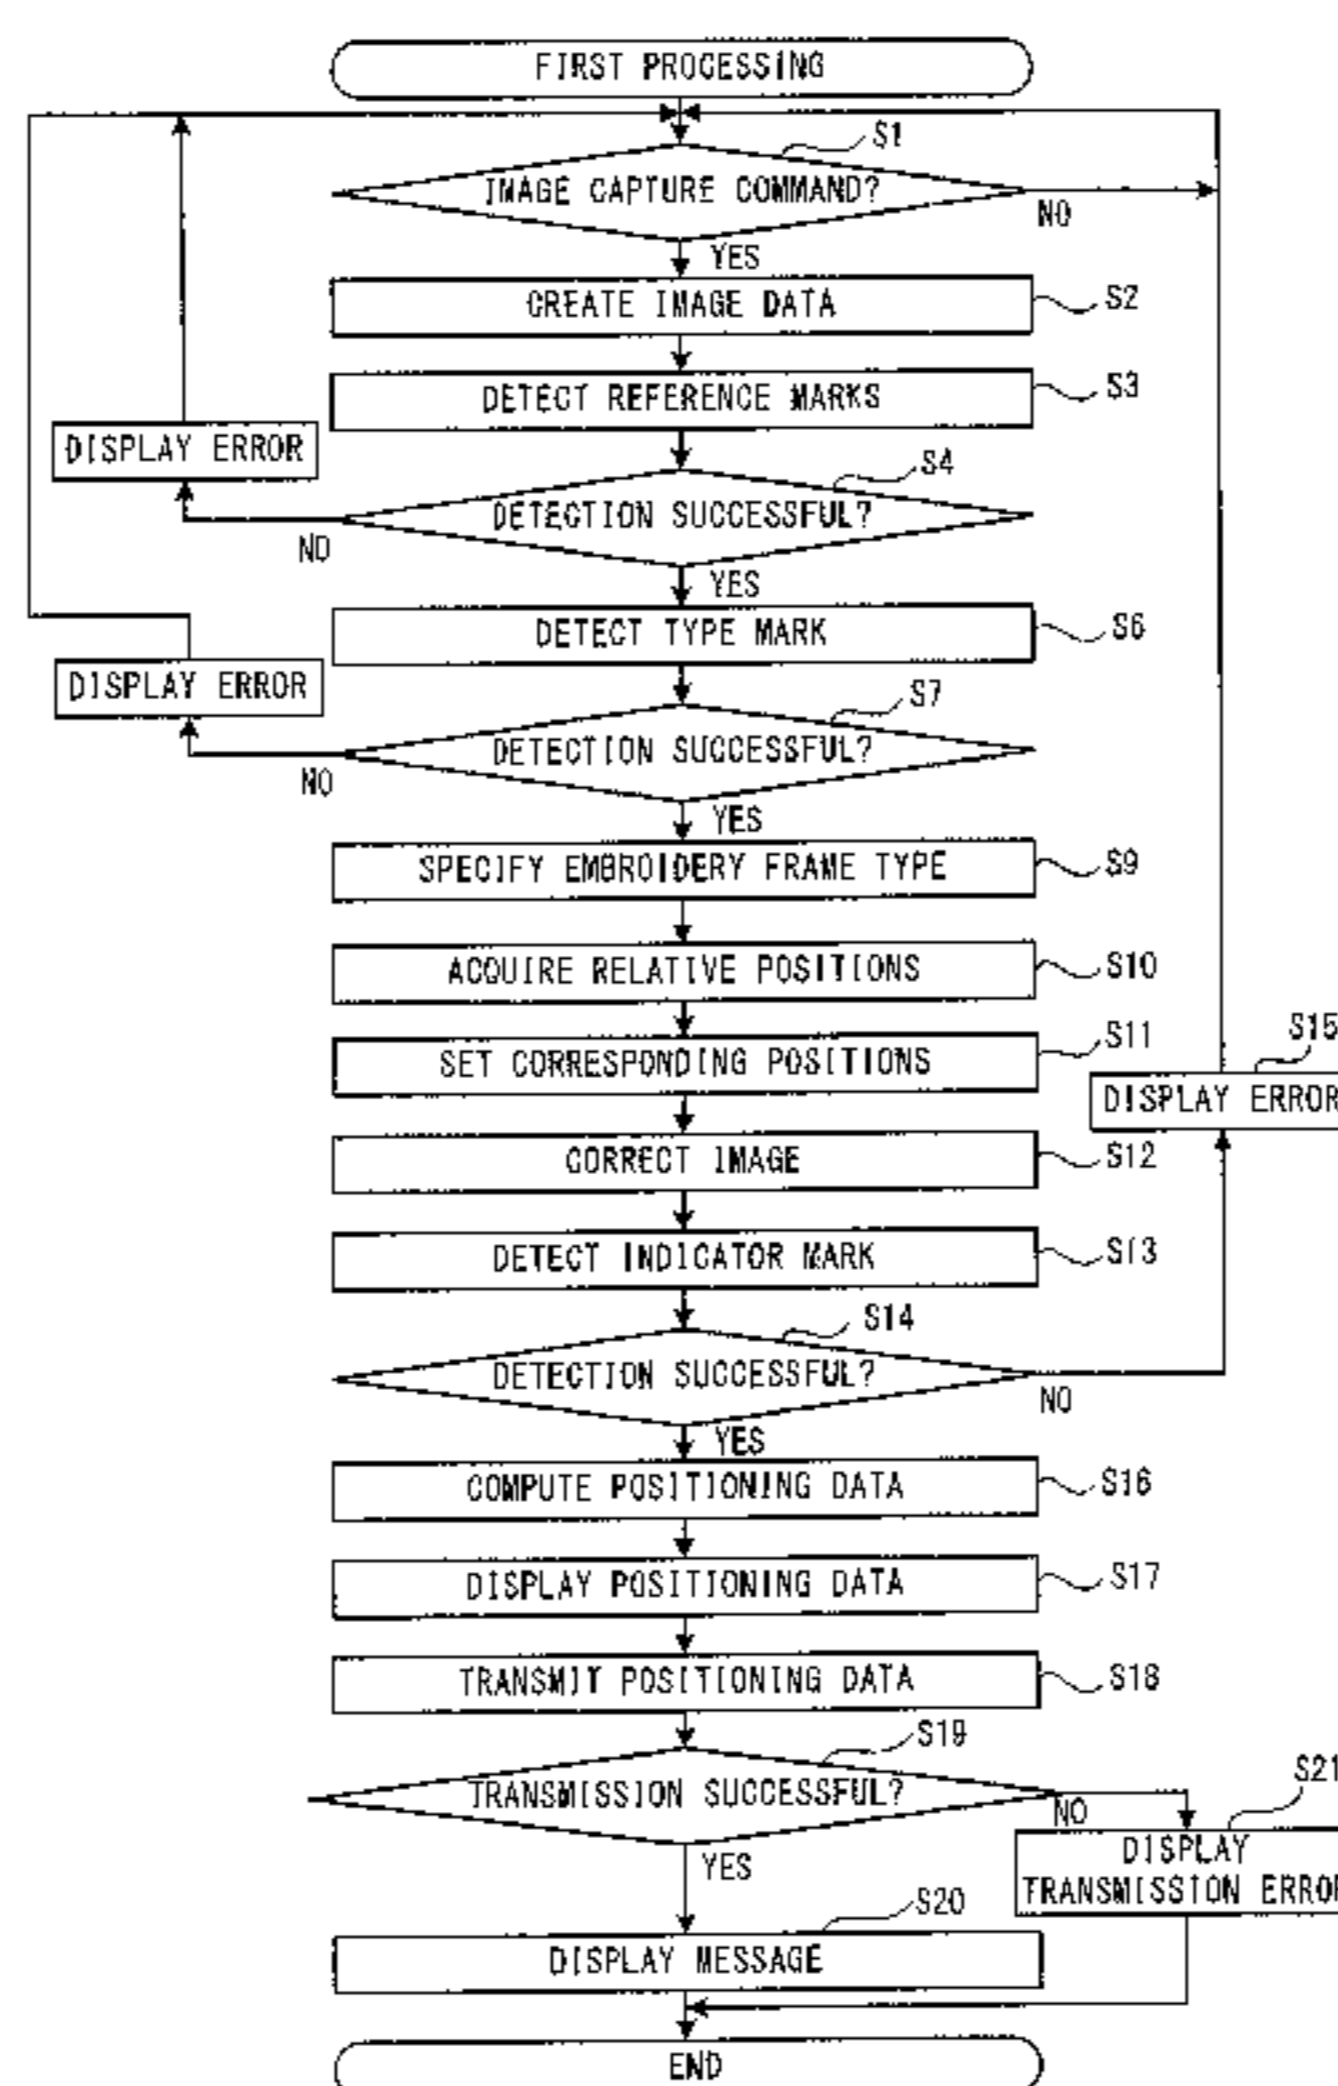 FIRST PROCESSING
S1
IMAGE CAPTURE COMMAND?
NO
YES
CREATE IMAGE DATA
S2
DETECT REFERENCE MARKS
S3
DISPLAY ERROR
S4
DETECTION SUCCESSFUL?
NO
YES
DETECT TYPE MARK
S6
DISPLAY ERROR
S7
DETECTION SUCCESSFUL?
NO
YES
SPECIFY EMBROIDERY FRAME TYPE
S9
ACQUIRE RELATIVE POSITIONS
S10
SET CORRESPONDING POSITIONS
S11
S15
DISPLAY ERROR
CORRECT IMAGE
S12
DETECT INDICATOR MARK
S13
S14
DETECTION SUCCESSFUL?
NO
YES
COMPUTE POSITIONING DATA
S16
DISPLAY POSITIONING DATA
S17
TRANSMIT POSITIONING DATA
S18
S19
TRANSMISSION SUCCESSFUL?
NO
S21
DISPLAY
TRANSMISSION ERROR
YES
S20
DISPLAY MESSAGE
END